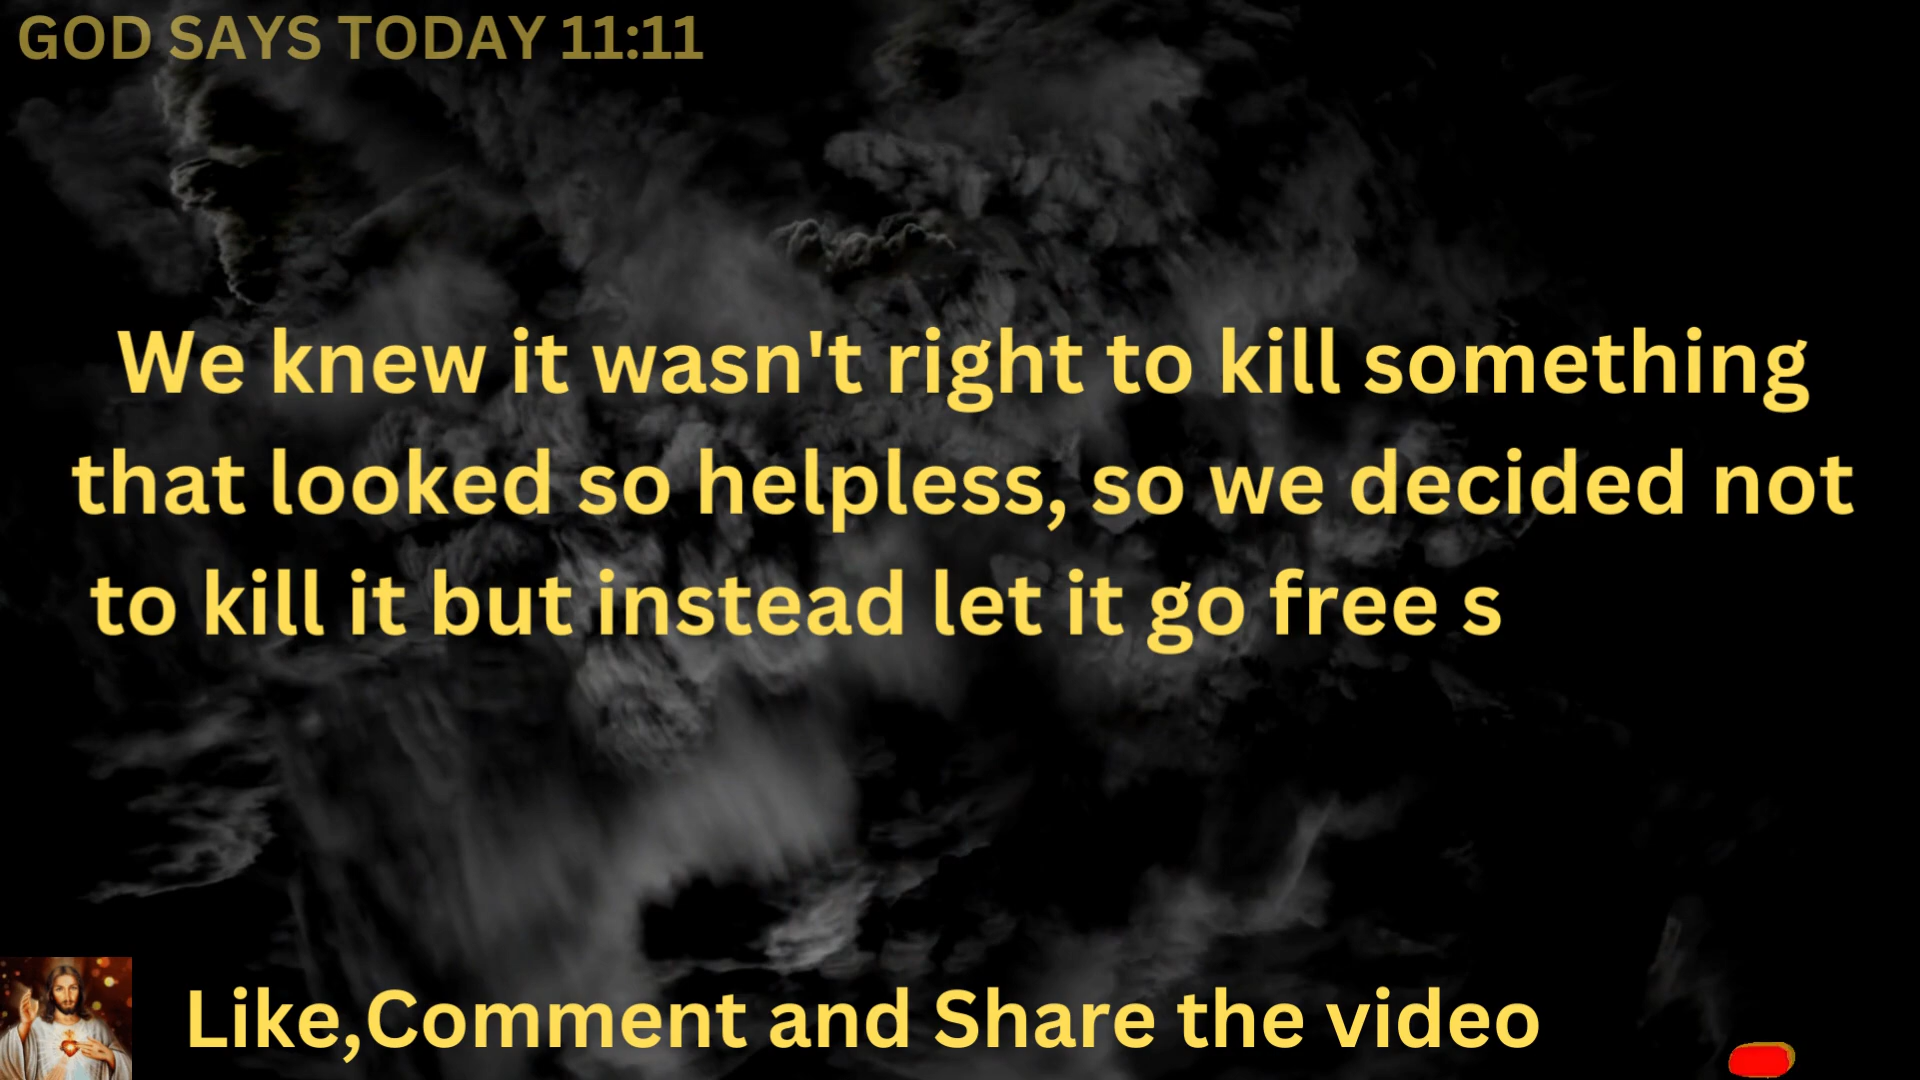 GOD SAYS TODAY 11:11
We knew it wasn't right to kill something
that looked so helpless, so we decided not
to kill it but instead let it go free s
Like,Comment and Share the video